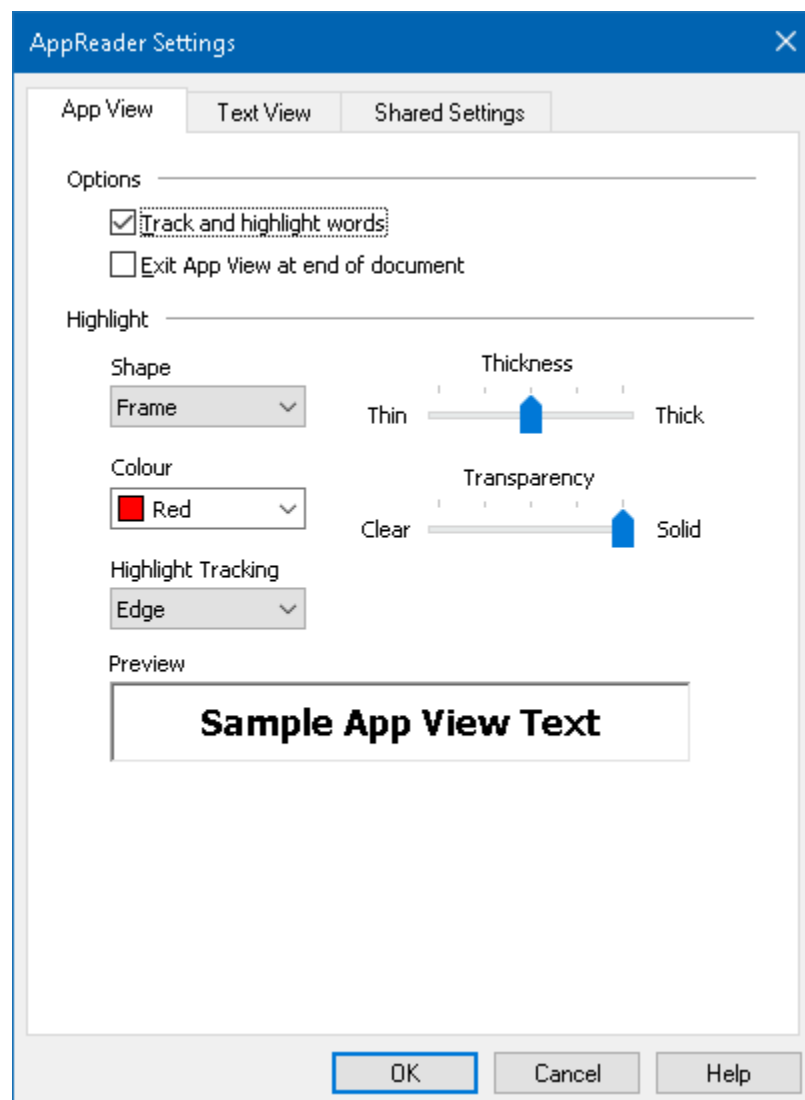 AppReader Settings
App View Text View Shared Settings
Options
Track and highlight words
Exit App View at end of document
Highlight
Shape
Frame
Thickness
Thin Thick
Colour
Red
Transparency
Clear Solid
Highlight Tracking
Edge
Preview
Sample App View Text
OK Cancel Help